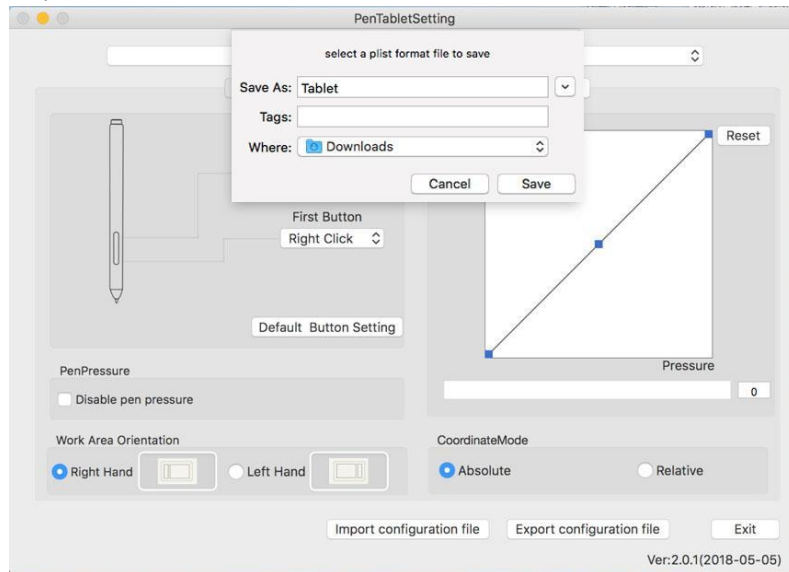 PenTabletSetting
select a plist format file to save
Save As: Tablet
Tags:
Where: Downloads
Cancel Save
Reset
First Button
Right Click
Default Button Setting
Pressure
0
PenPressure
Disable pen pressure
Work Area Orientation
Right Hand Left Hand
CoordinateMode
Absolute Relative
Import configuration file Export configuration file Exit
Ver:2.0.1(2018-05-05)